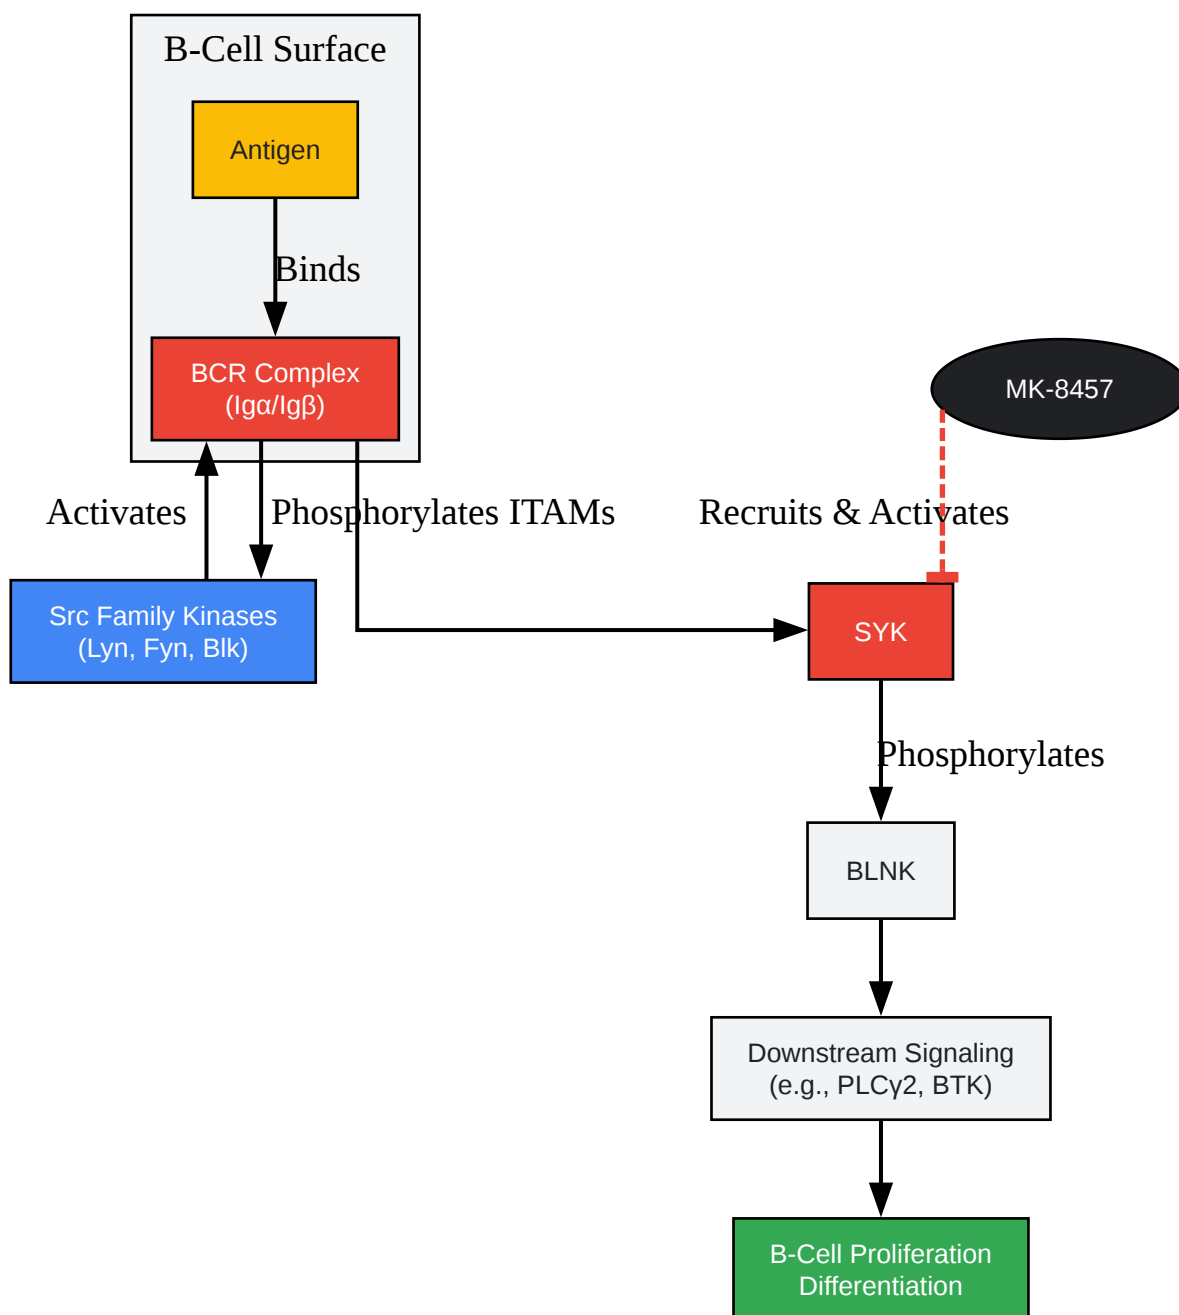 B-Cell Surface
Antigen
Binds
BCR Complex
(Igα/Igβ)
MK-8457
Activates
Phosphorylates ITAMs
Recruits & Activates
Src Family Kinases
(Lyn, Fyn, Blk)
SYK
Phosphorylates
BLNK
Downstream Signaling
(e.g., PLCγ2, BTK)
B-Cell Proliferation
Differentiation